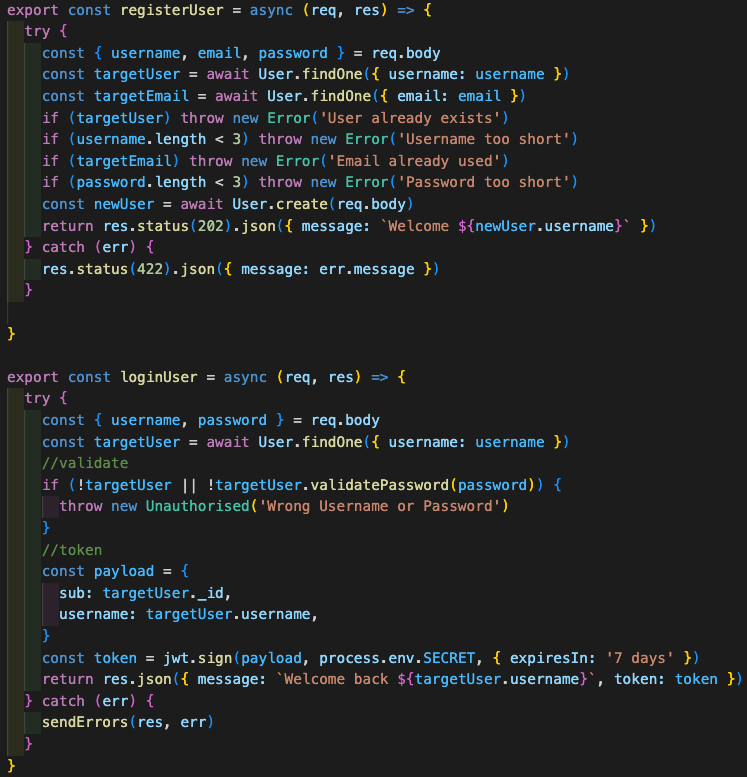 export const registerUser = async (req, res) => {
  try {
    const { username, email, password } = req.body
    const targetUser = await User.findOne({ username: username })
    const targetEmail = await User.findOne({ email: email })
    if (targetUser) throw new Error('User already exists')
    if (username.length < 3) throw new Error('Username too short')
    if (targetEmail) throw new Error('Email already used')
    if (password.length < 3) throw new Error('Password too short')
    const newUser = await User.create(req.body)
    return res.status(202).json({ message: `Welcome ${newUser.username}` })
  } catch (err) {
    res.status(422).json({ message: err.message })
  }

}

export const loginUser = async (req, res) => {
  try {
    const { username, password } = req.body
    const targetUser = await User.findOne({ username: username })
    //validate
    if (!targetUser || !targetUser.validatePassword(password)) {
      throw new Unauthorised('Wrong Username or Password')
    }
    //token
    const payload = {
      sub: targetUser._id,
      username: targetUser.username,
    }
    const token = jwt.sign(payload, process.env.SECRET, { expiresIn: '7 days' })
    return res.json({ message: `Welcome back ${targetUser.username}`, token: token })
  } catch (err) {
    sendErrors(res, err)
  }
}